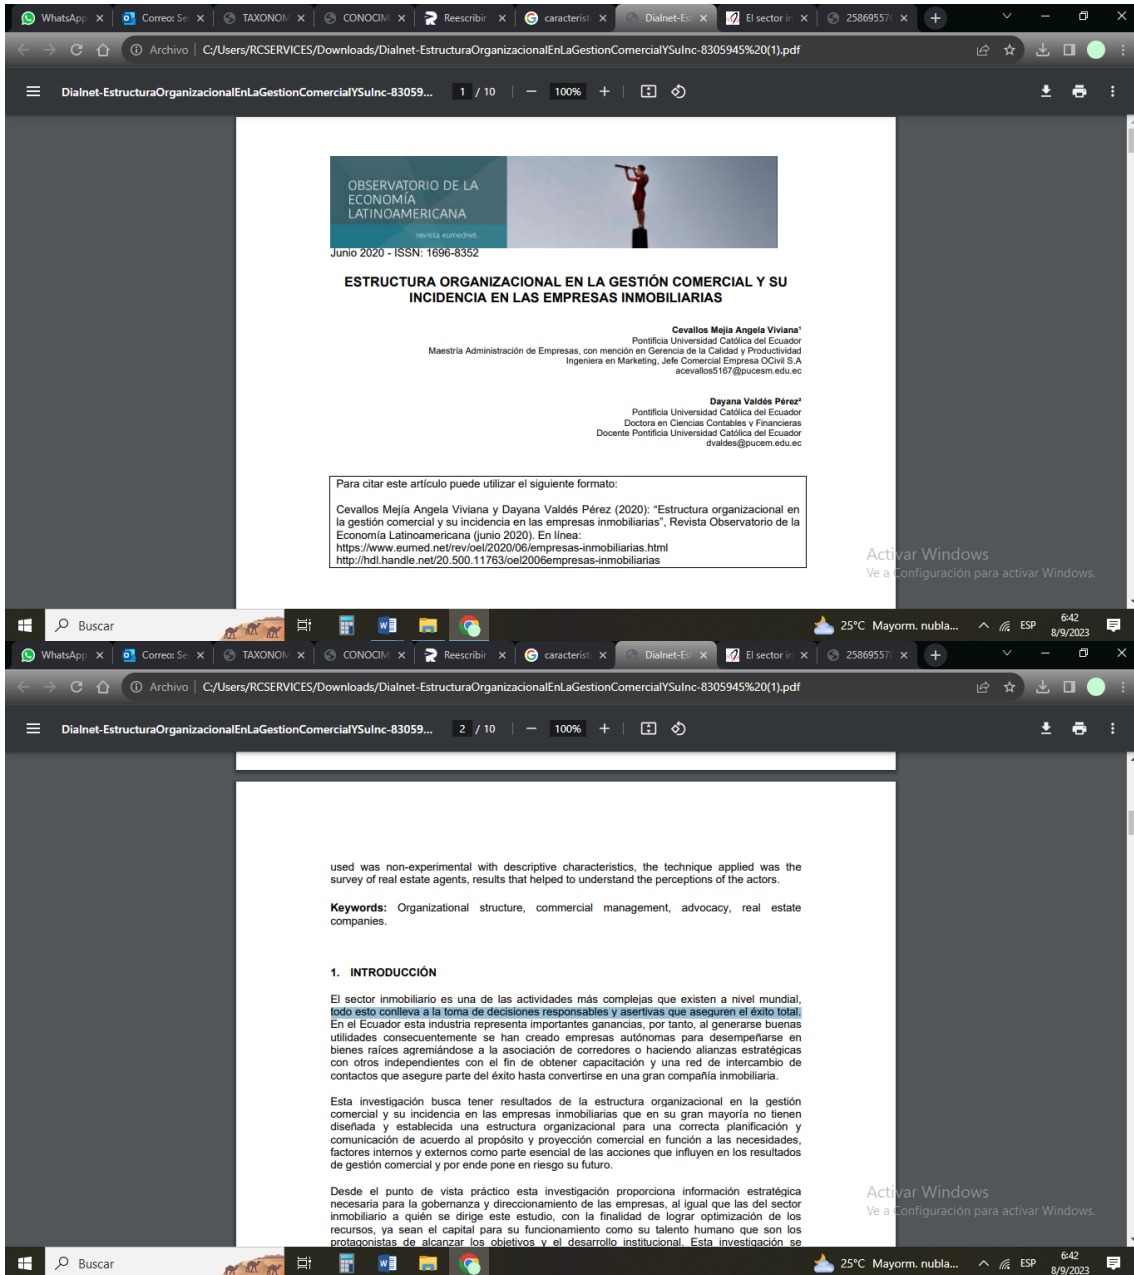 WhatsApp
Correo: Se
TAXONOM
CONOCIM
Reescribir
caracterist
Dialnet-Es
El sector in
25869557
Archivo
C:/Users/RCSERVICES/Downloads/Dialnet-EstructuraOrganizacionalEnLaGestionComercialYSuInc-8305945%20(1).pdf
Dialnet-EstructuraOrganizacionalEnLaGestionComercialYSuInc-83059... 1 / 10 100%
OBSERVATORIO DE LA
ECONOMÍA
LATINOAMERICANA
revista eumednet.
Junio 2020 - ISSN: 1696-8352
ESTRUCTURA ORGANIZACIONAL EN LA GESTIÓN COMERCIAL Y SU
INCIDENCIA EN LAS EMPRESAS INMOBILIARIAS
Cevallos Mejía Angela Viviana¹
Pontificia Universidad Católica del Ecuador
Maestría Administración de Empresas, con mención en Gerencia de la Calidad y Productividad
Ingeniera en Marketing, Jefe Comercial Empresa OCivil S.A
acevallos5167@pucesm.edu.ec
Dayana Valdés Pérez²
Pontificia Universidad Católica del Ecuador
Doctora en Ciencias Contables y Financieras
Docente Pontificia Universidad Católica del Ecuador
dvaldes@pucem.edu.ec
Para citar este artículo puede utilizar el siguiente formato:
Cevallos Mejía Angela Viviana y Dayana Valdés Pérez (2020): “Estructura organizacional en
la gestión comercial y su incidencia en las empresas inmobiliarias”, Revista Observatorio de la
Economía Latinoamericana (junio 2020). En línea:
https://www.eumed.net/rev/oel/2020/06/empresas-inmobiliarias.html
http://hdl.handle.net/20.500.11763/oel2006empresas-inmobiliarias
Activar Windows
Ve a Configuración para activar Windows.
Buscar
25°C Mayorm. nubla...
ESP
6:42
8/9/2023
WhatsApp
Correo: Se
TAXONOM
CONOCIM
Reescribir
caracterist
Dialnet-Es
El sector in
25869557
Archivo
C:/Users/RCSERVICES/Downloads/Dialnet-EstructuraOrganizacionalEnLaGestionComercialYSuInc-8305945%20(1).pdf
Dialnet-EstructuraOrganizacionalEnLaGestionComercialYSuInc-83059... 2 / 10 100%
used was non-experimental with descriptive characteristics, the technique applied was the
survey of real estate agents, results that helped to understand the perceptions of the actors.
Keywords: Organizational structure, commercial management, advocacy, real estate
companies.
1. INTRODUCCIÓN
El sector inmobiliario es una de las actividades más complejas que existen a nivel mundial,
todo esto conlleva a la toma de decisiones responsables y asertivas que aseguren el éxito total.
En el Ecuador esta industria representa importantes ganancias, por tanto, al generarse buenas
utilidades consecuentemente se han creado empresas autónomas para desempeñarse en
bienes raíces agremiándose a la asociación de corredores o haciendo alianzas estratégicas
con otros independientes con el fin de obtener capacitación y una red de intercambio de
contactos que asegure parte del éxito hasta convertirse en una gran compañía inmobiliaria.
Esta investigación busca tener resultados de la estructura organizacional en la gestión
comercial y su incidencia en las empresas inmobiliarias que en su gran mayoría no tienen
diseñada y establecida una estructura organizacional para una correcta planificación y
comunicación de acuerdo al propósito y proyección comercial en función a las necesidades,
factores internos y externos como parte esencial de las acciones que influyen en los resultados
de gestión comercial y por ende pone en riesgo su futuro.
Desde el punto de vista práctico esta investigación proporciona información estratégica
necesaria para la gobernanza y direccionamiento de las empresas, al igual que las del sector
inmobiliario a quién se dirige este estudio, con la finalidad de lograr optimización de los
recursos, ya sean el capital para su funcionamiento como su talento humano que son los
protagonistas de alcanzar los objetivos y el desarrollo institucional. Esta investigación se
Activar Windows
Ve a Configuración para activar Windows.
Buscar
25°C Mayorm. nubla...
ESP
6:42
8/9/2023